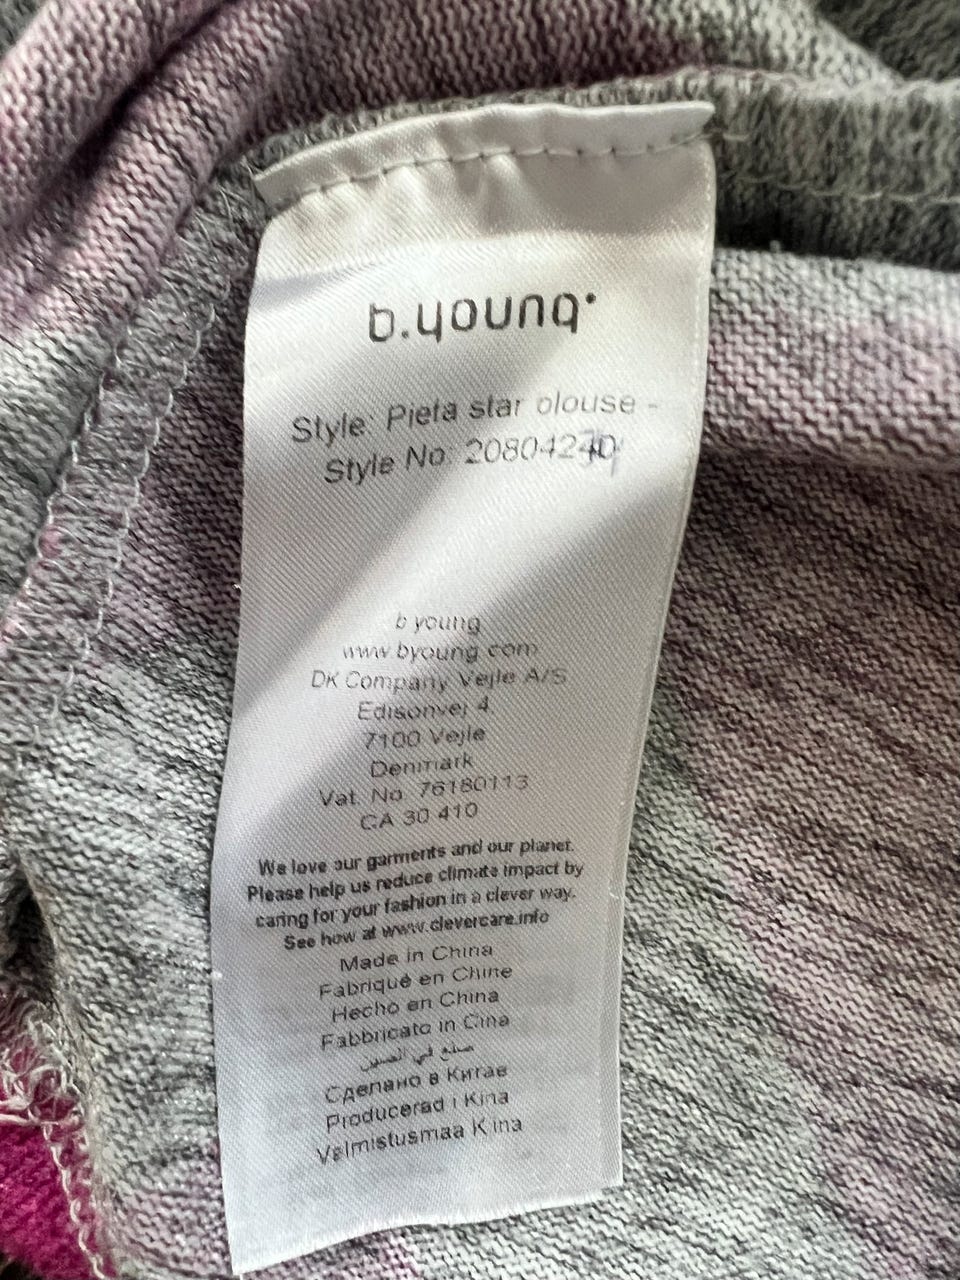 b.young
Style: Pieta star blouse -
Style No: 
b.young
www.byoung.com
DK Company Vejle A/S
Edisonvej 4
7100 Vejle
Denmark
Vat. No. 76180113
CA 30 410
We love our garments and our planet.
Please help us reduce climate impact by
caring for your fashion in a clever way.
See how at www.clevercare.info
Made in China
Fabriqué en Chine
Hecho en China
Fabbricato in Cina
صنع في الصين
Сделано в Китае
Producerad i Kina
Valmistusmaa Kiina